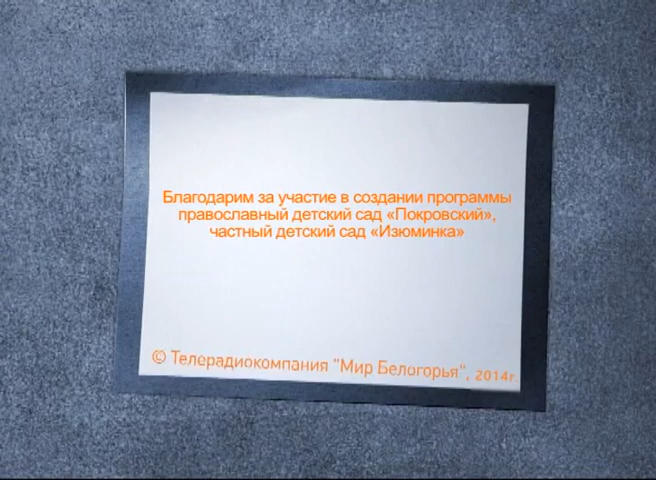 Благодарим за участие в создании программы
православный детский сад «Покровский»,
частный детский сад «Изюминка»
© Телерадиокомпания "Мир Белогорья", 2014г.